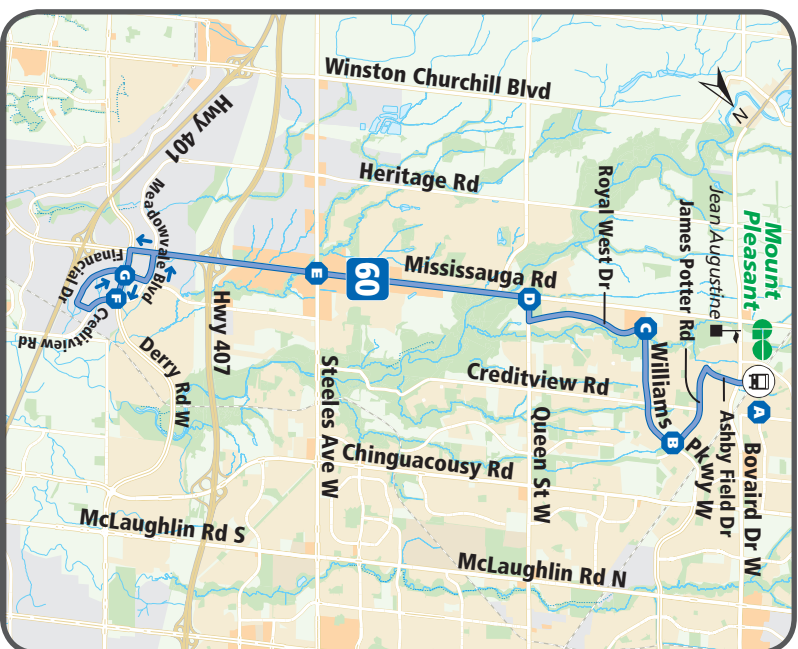 Winston Churchill Blvd
Hwy 401
Heritage Rd
Royal West Dr
James Potter Rd
Jean Augustine
Mount
Pleasant
GO
N
Meadowvale Blvd
Financial Dr
G
F
E
60
Mississauga Rd
D
C
Williams Pkwy W
B
A
Creditview Rd
Derry Rd W
Hwy 407
Steeles Ave W
Creditview Rd
Queen St W
Ashby Field Dr
Bovaird Dr W
Chinguacousy Rd
McLaughlin Rd S
McLaughlin Rd N